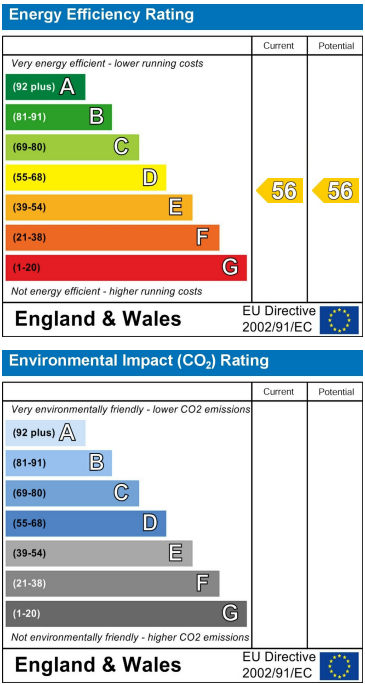 Energy Efficiency Rating
Current Potential
Very energy efficient - lower running costs
(92 plus) A
(81-91) B
(69-80) C
(55-68) D
(39-54) E
(21-38) F
(1-20) G
56 56
Not energy efficient - higher running costs
England & Wales
EU Directive
2002/91/EC
Environmental Impact (CO₂) Rating
Current Potential
Very environmentally friendly - lower CO2 emissions
(92 plus) A
(81-91) B
(69-80) C
(55-68) D
(39-54) E
(21-38) F
(1-20) G
Not environmentally friendly - higher CO2 emissions
England & Wales
EU Directive
2002/91/EC